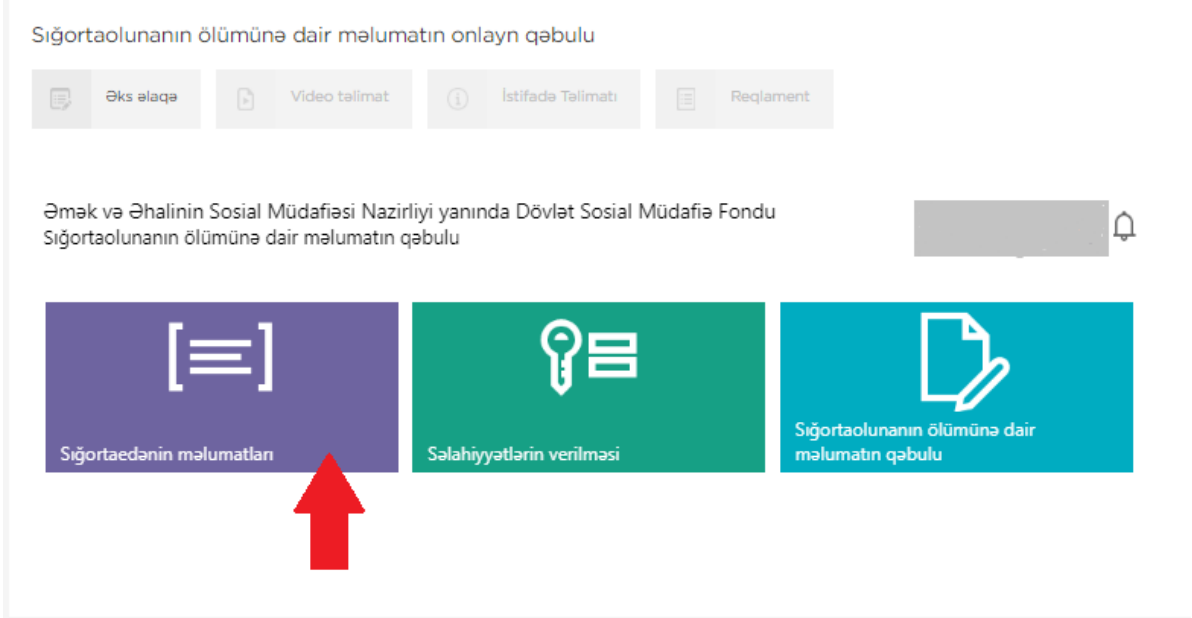 Sığortaolunanın ölümünə dair məlumatın onlayn qəbulu
Əks əlaqə
Video təlimat
İstifadə Təlimatı
Reqlament
Əmək və Əhalinin Sosial Müdafiəsi Nazirliyi yanında Dövlət Sosial Müdafiə Fondu
Sığortaolunanın ölümünə dair məlumatın qəbulu
Sığortaedənin məlumatları
Səlahiyyətlərin verilməsi
Sığortaolunanın ölümünə dair
məlumatın qəbulu